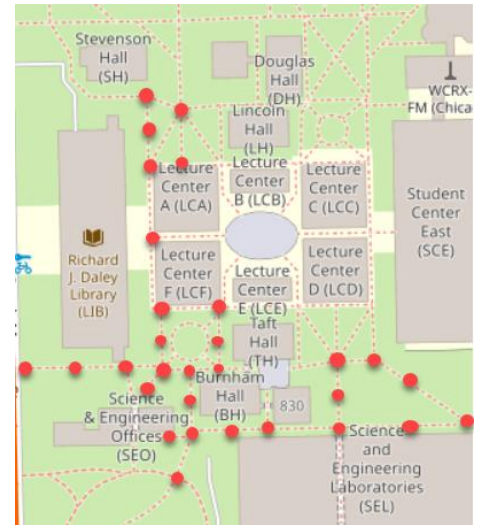 Stevenson
Hall
(SH)
Douglas
Hall
(DH)
WCRX-
FM (Chica
Lincoln
Hall
(LH)
Lecture
Center
A (LCA)
Lecture
Center
B (LCB)
Lecture
Center
C (LCC)
Student
Center
East
(SCE)
Richard
J. Daley
Library
(LIB)
Lecture
Center
F (LCF)
Lecture
Center
E (LCE)
Lecture
Center
D (LCD)
Taft
Hall
(TH)
Burnham
Hall
(BH)
830
Science
& Engineering
Offices
(SEO)
Science
and
Engineering
Laboratories
(SEL)